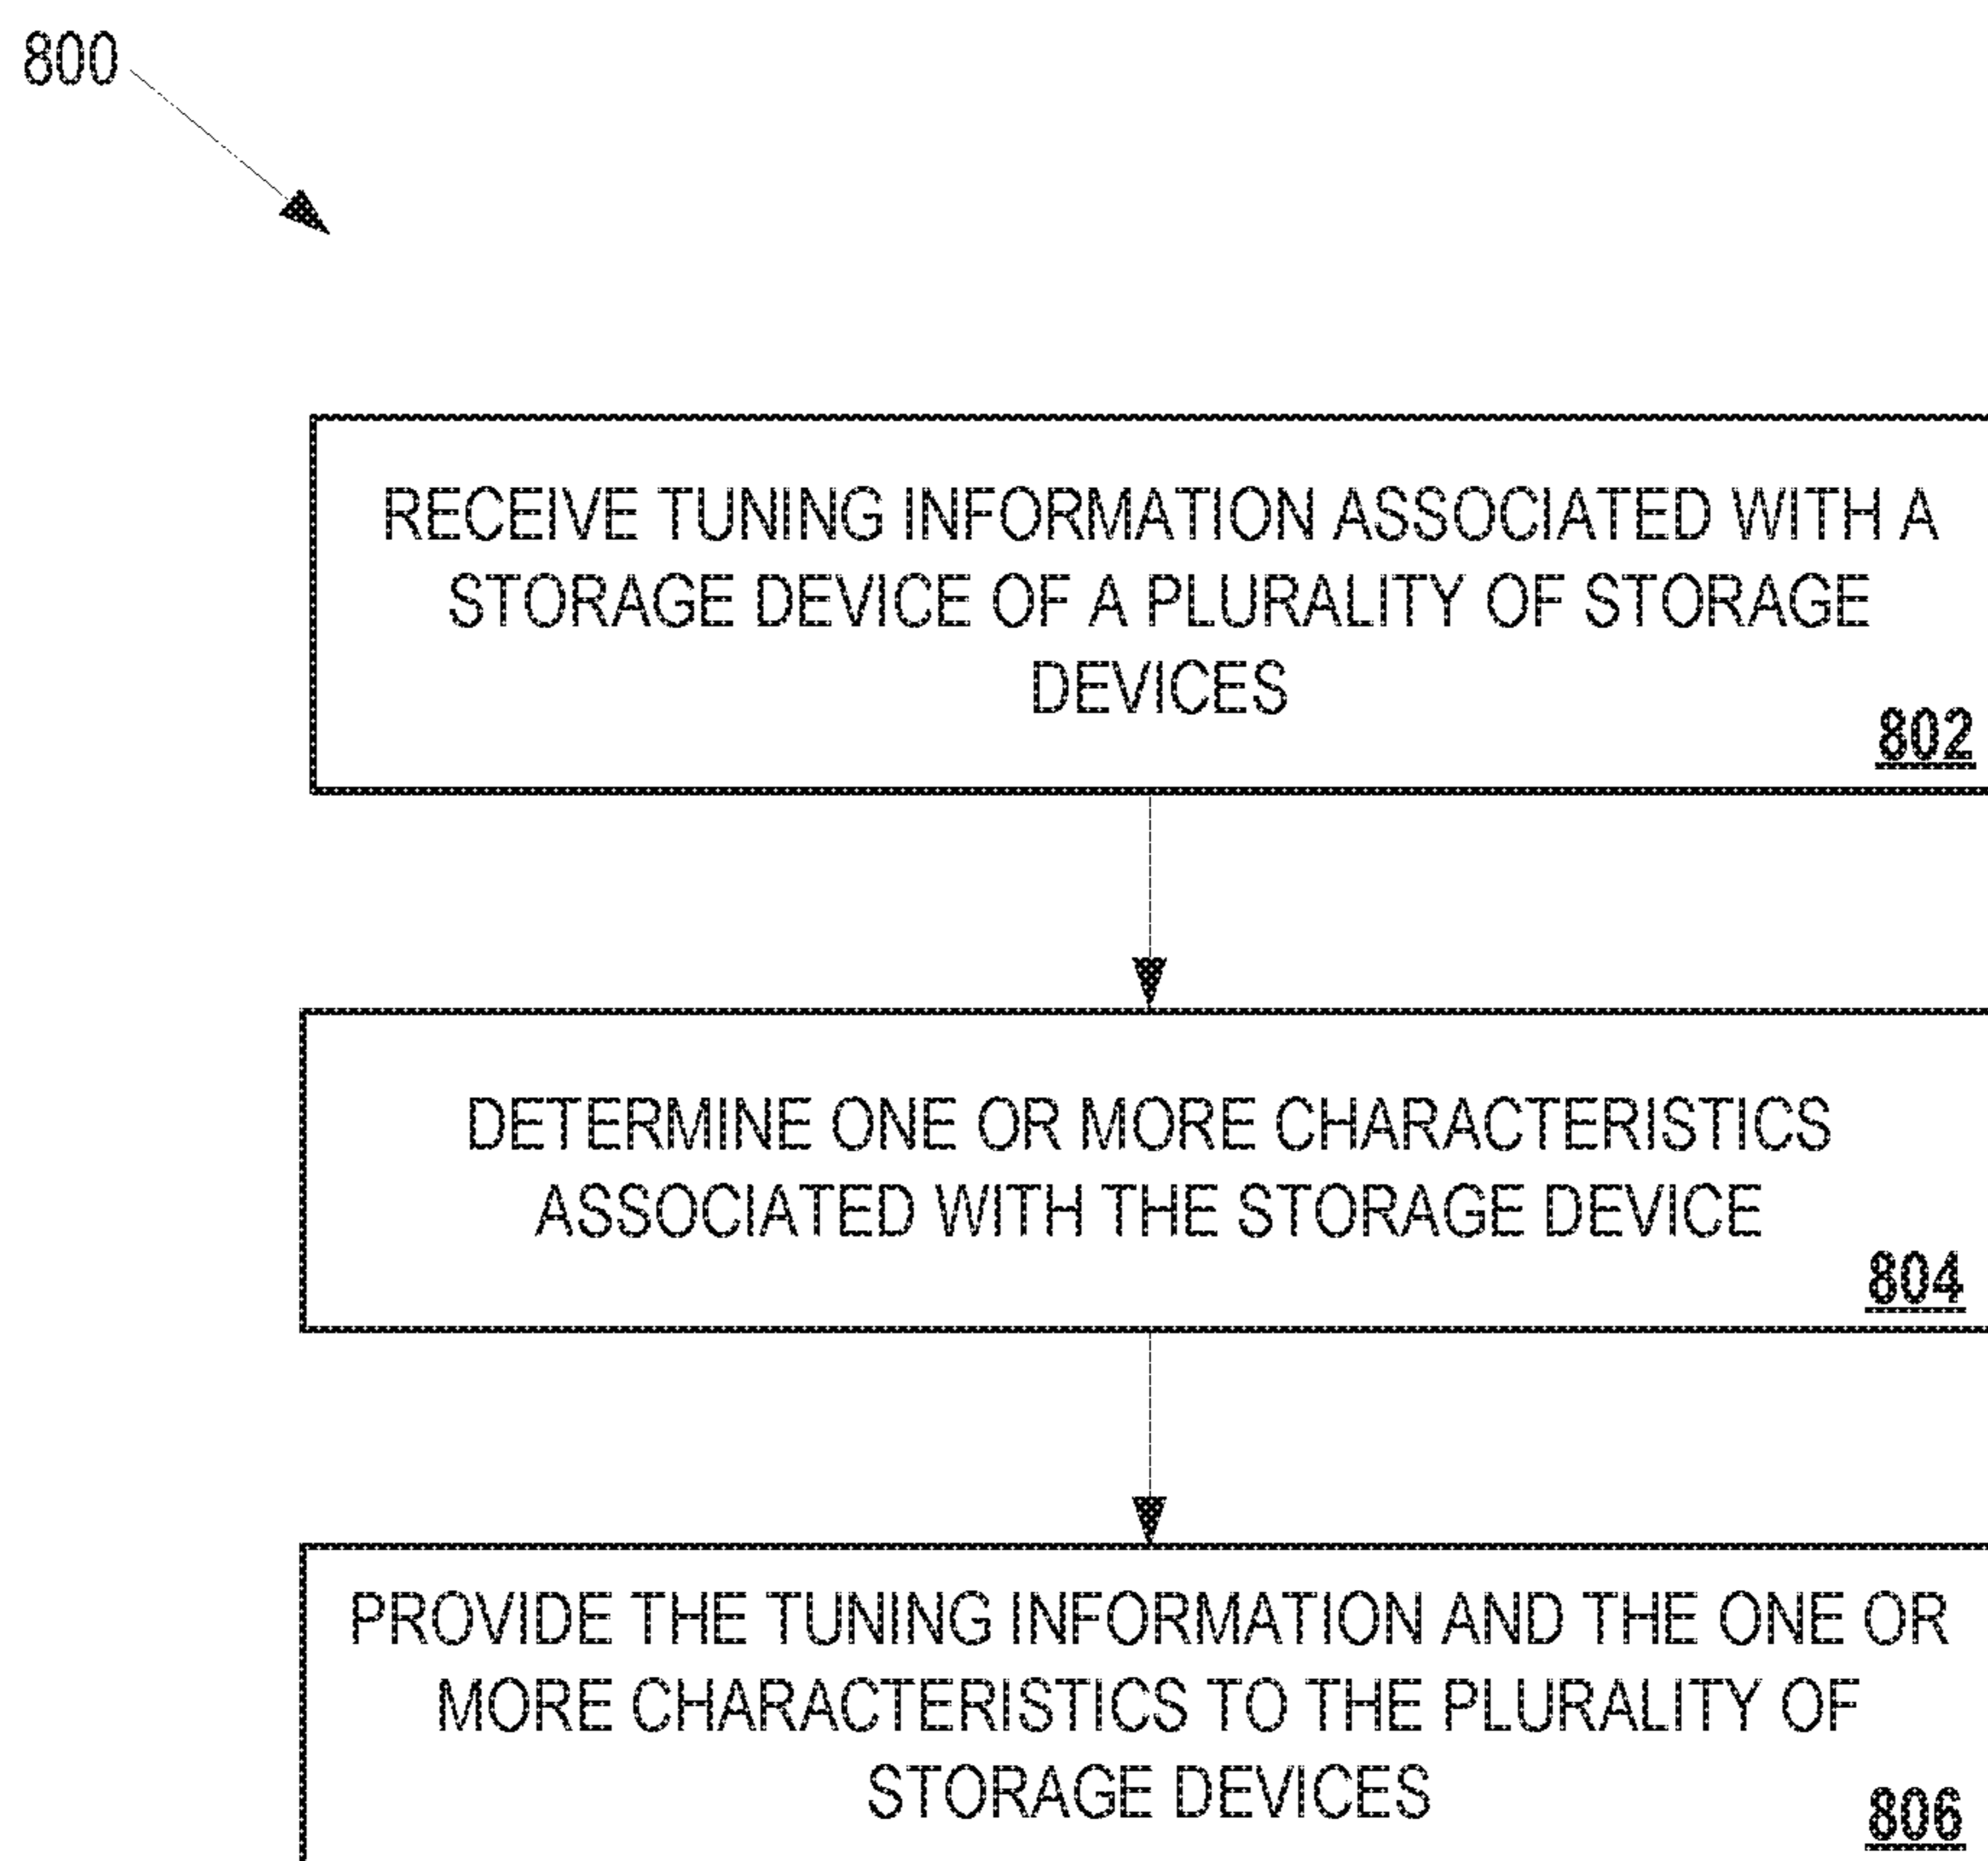 800
RECEIVE TUNING INFORMATION ASSOCIATED WITH A
STORAGE DEVICE OF A PLURALITY OF STORAGE
DEVICES
802
DETERMINE ONE OR MORE CHARACTERISTICS
ASSOCIATED WITH THE STORAGE DEVICE
804
PROVIDE THE TUNING INFORMATION AND THE ONE OR
MORE CHARACTERISTICS TO THE PLURALITY OF
STORAGE DEVICES
806